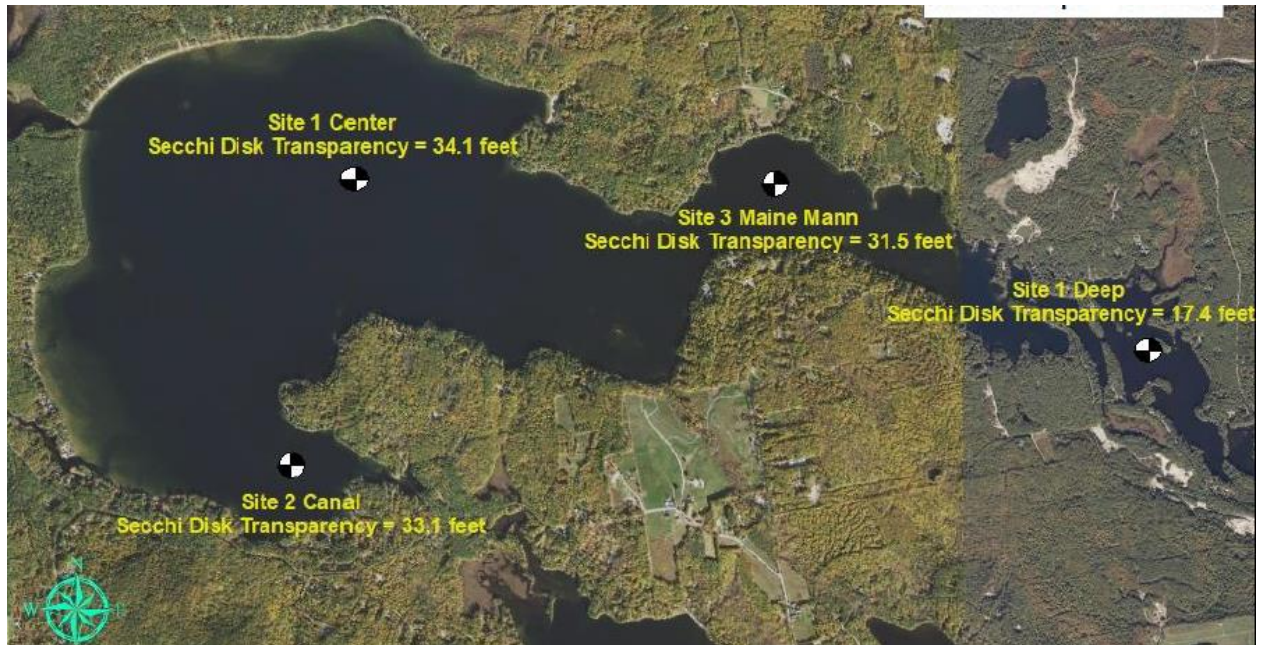 Site 1 Center
Secchi Disk Transparency = 34.1 feet
Site 3 Maine Mann
Secchi Disk Transparency = 31.5 feet
Site 1 Deep
Secchi Disk Transparency = 17.4 feet
Site 2 Canal
Secchi Disk Transparency = 33.1 feet
N
W E
S